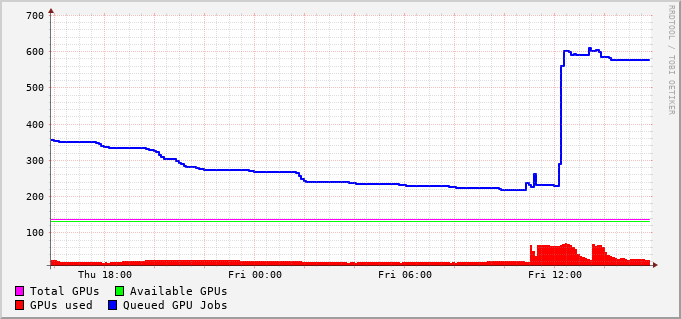 700
600
500
400
300
200
100
Thu 18:00 Fri 00:00 Fri 06:00 Fri 12:00
Total GPUs Available GPUs
GPUs used Queued GPU Jobs
RRDTOOL / TOBI OETIKER